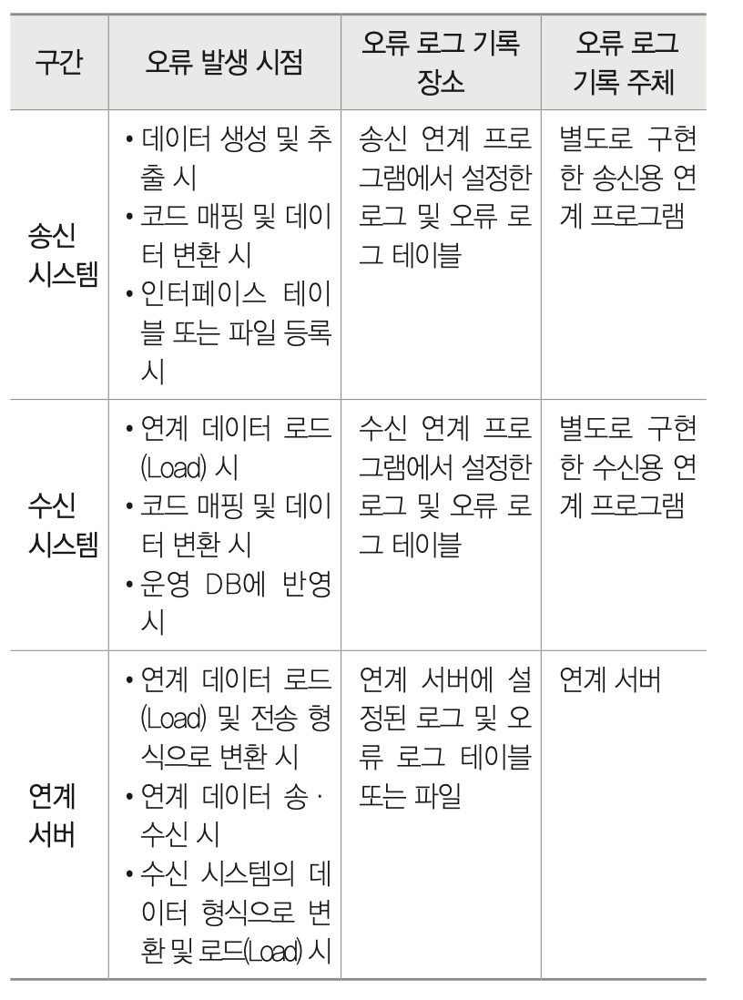 구간
오류 발생 시점
오류 로그 기록
장소
오류 로그
기록 주체
송신
시스템
• 데이터 생성 및 추
출 시
• 코드 매핑 및 데이
터 변환 시
• 인터페이스 테이
블 또는 파일 등록
시
송신 연계 프로
그램에서 설정한
로그 및 오류 로
그 테이블
별도로 구현
한 송신용 연
계 프로그램
수신
시스템
• 연계 데이터 로드
(Load) 시
• 코드 매핑 및 데이
터 변환 시
• 운영 DB에 반영
시
수신 연계 프로
그램에서 설정한
로그 및 오류 로
그 테이블
별도로 구현
한 수신용 연
계 프로그램
연계
서버
• 연계 데이터 로드
(Load) 및 전송 형
식으로 변환 시
• 연계 데이터 송 ·
수신 시
• 수신 시스템의 데
이터 형식으로 변
환 및 로드(Load) 시
연계 서버에 설
정된 로그 및 오
류 로그 테이블
또는 파일
연계 서버